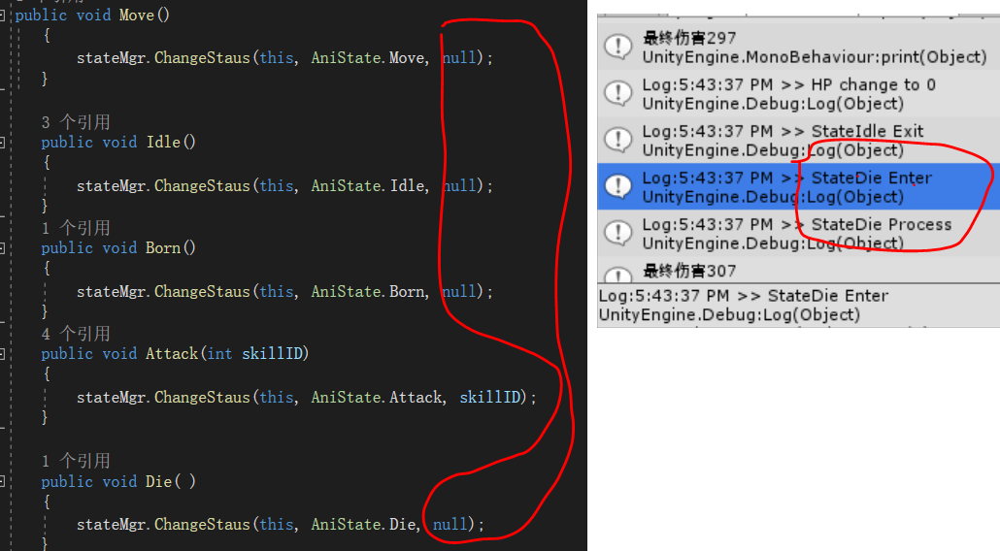 public void Move()
{
stateMgr.ChangeStaus(this, AniState.Move, null);
}
3 个引用
public void Idle()
{
stateMgr.ChangeStaus(this, AniState.Idle, null);
}
1 个引用
public void Born()
{
stateMgr.ChangeStaus(this, AniState.Born, null);
}
4 个引用
public void Attack(int skillID)
{
stateMgr.ChangeStaus(this, AniState.Attack, skillID);
}
1 个引用
public void Die( )
{
stateMgr.ChangeStaus(this, AniState.Die, null);
}
最终伤害297
UnityEngine.MonoBehaviour:print(Object)
Log:5:43:37 PM >> HP change to 0
UnityEngine.Debug:Log(Object)
Log:5:43:37 PM >> StateIdle Exit
UnityEngine.Debug:Log(Object)
Log:5:43:37 PM >> StateDie Enter
UnityEngine.Debug:Log(Object)
Log:5:43:37 PM >> StateDie Process
UnityEngine.Debug:Log(Object)
最终伤害307
Log:5:43:37 PM >> StateDie Enter
UnityEngine.Debug:Log(Object)